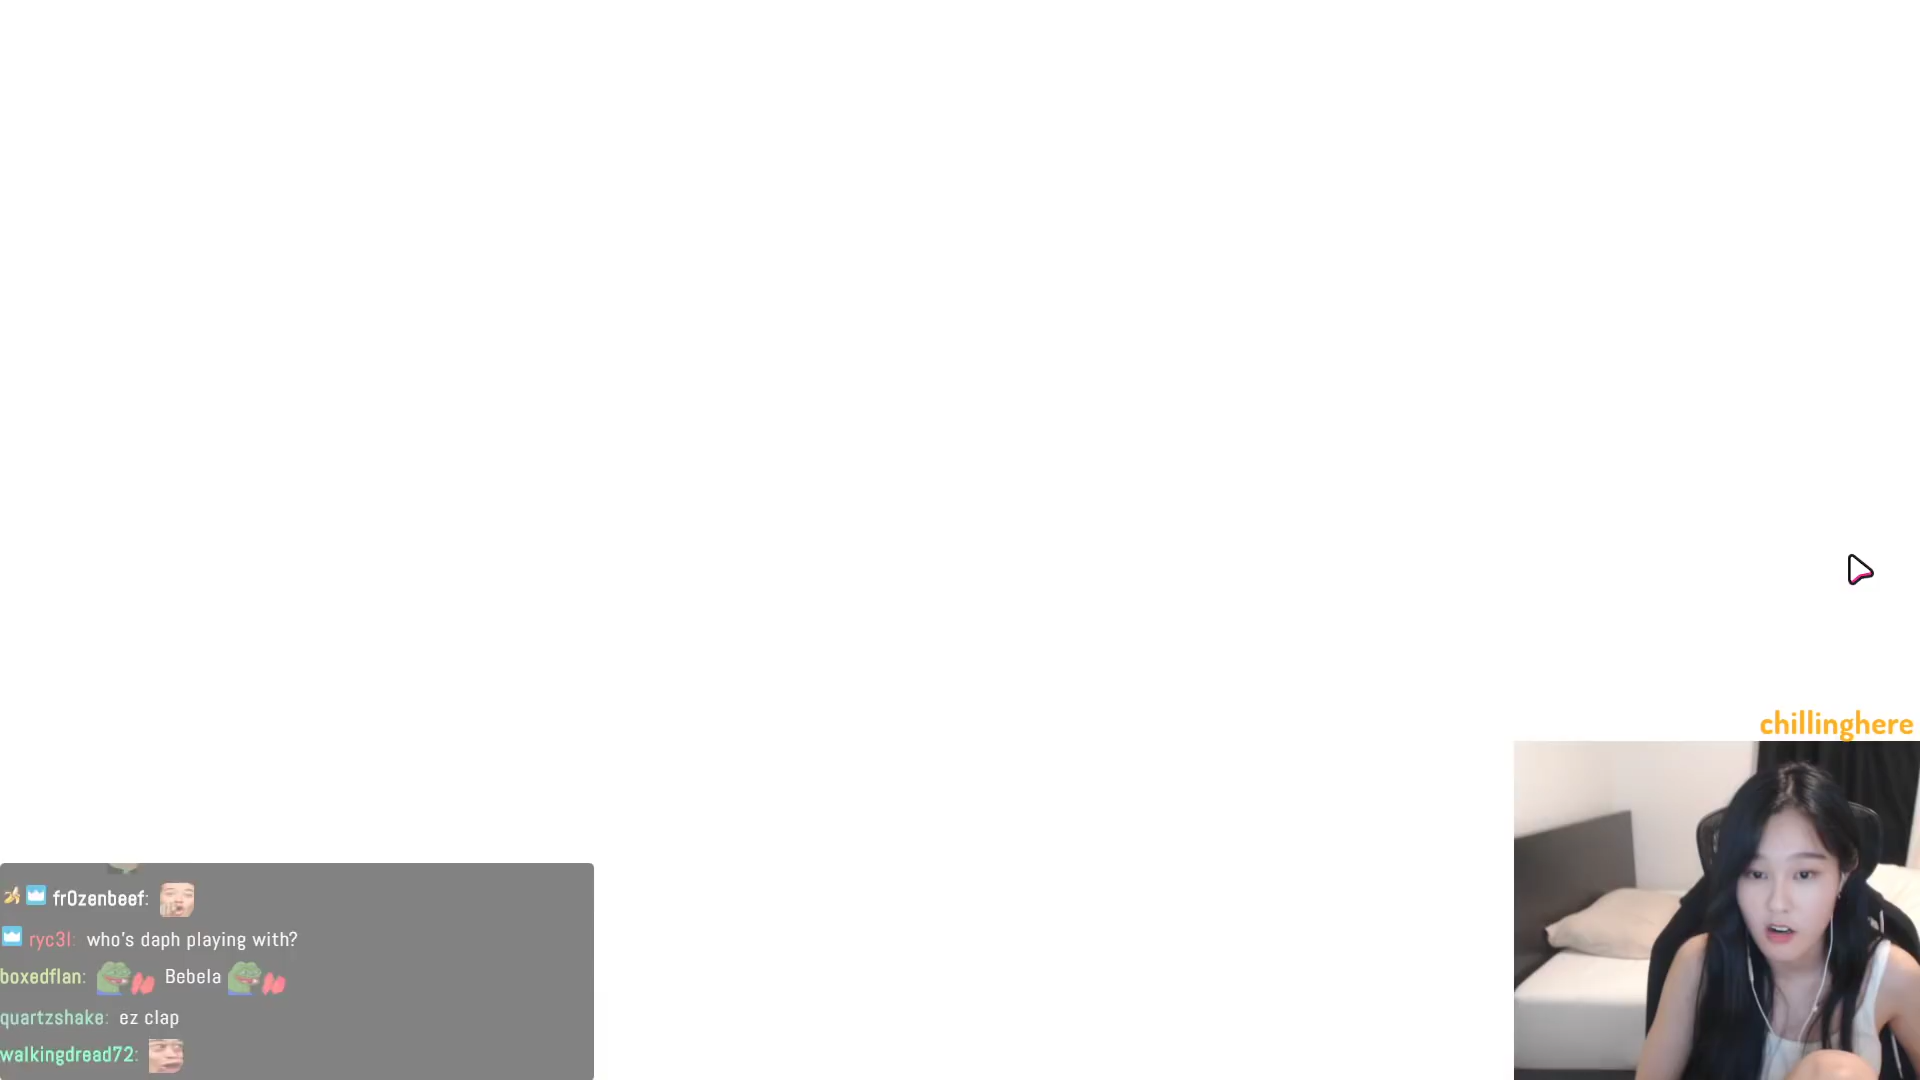 chillinghere
fr0zenbeef:
ryc3l: who's daph playing with?
boxedflan: Bebela
quartzshake: ez clap
walkingdread72: